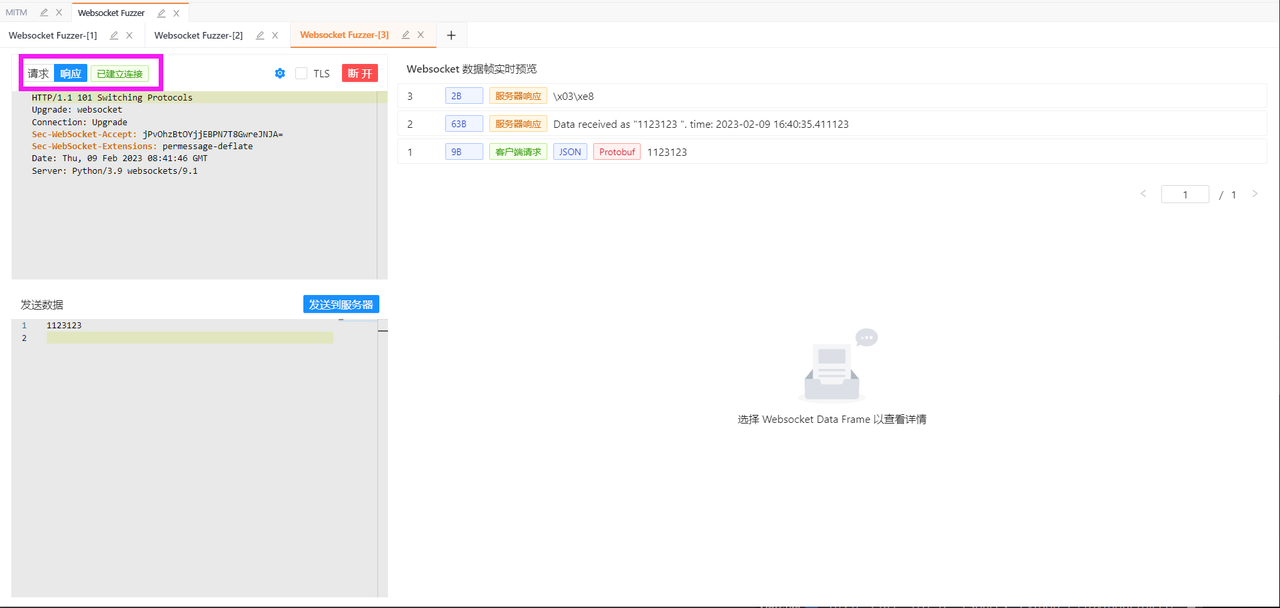 MITM
Websocket Fuzzer
Websocket Fuzzer-[1]
Websocket Fuzzer-[2]
Websocket Fuzzer-[3]
请求 响应 已建立连接 TLS 断 开
HTTP/1.1 101 Switching Protocols
Upgrade: websocket
Connection: Upgrade
Sec-WebSocket-Accept: jPvOhzBtOYjjEBPN7T8GwreJNJA=
Sec-WebSocket-Extensions: permessage-deflate
Date: Thu, 09 Feb 2023 08:41:46 GMT
Server: Python/3.9 websockets/9.1
发送数据 发送到服务器
1 1123123
2
Websocket 数据帧实时预览
3 2B 服务器响应 \x03\xe8
2 63B 服务器响应 Data received as "1123123 ". time: 2023-02-09 16:40:35.411123
1 9B 客户端请求 JSON Protobuf 1123123
< 1 / 1 >
选择 Websocket Data Frame 以查看详情